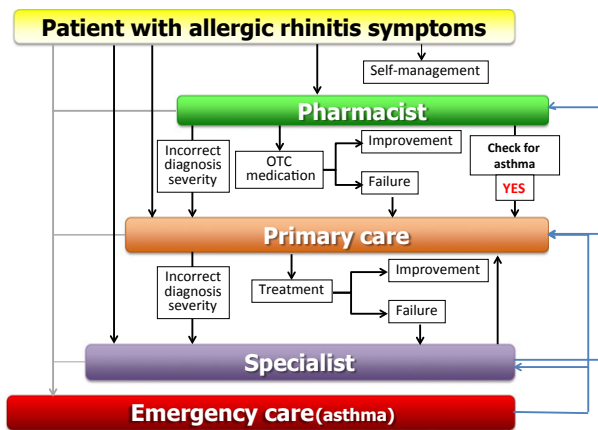 Patient with allergic rhinitis symptoms
Self-management
Pharmacist
Incorrect
diagnosis
severity
OTC
medication
Improvement
Failure
Check for
asthma
YES
Primary care
Incorrect
diagnosis
severity
Treatment
Improvement
Failure
Specialist
Emergency care(asthma)